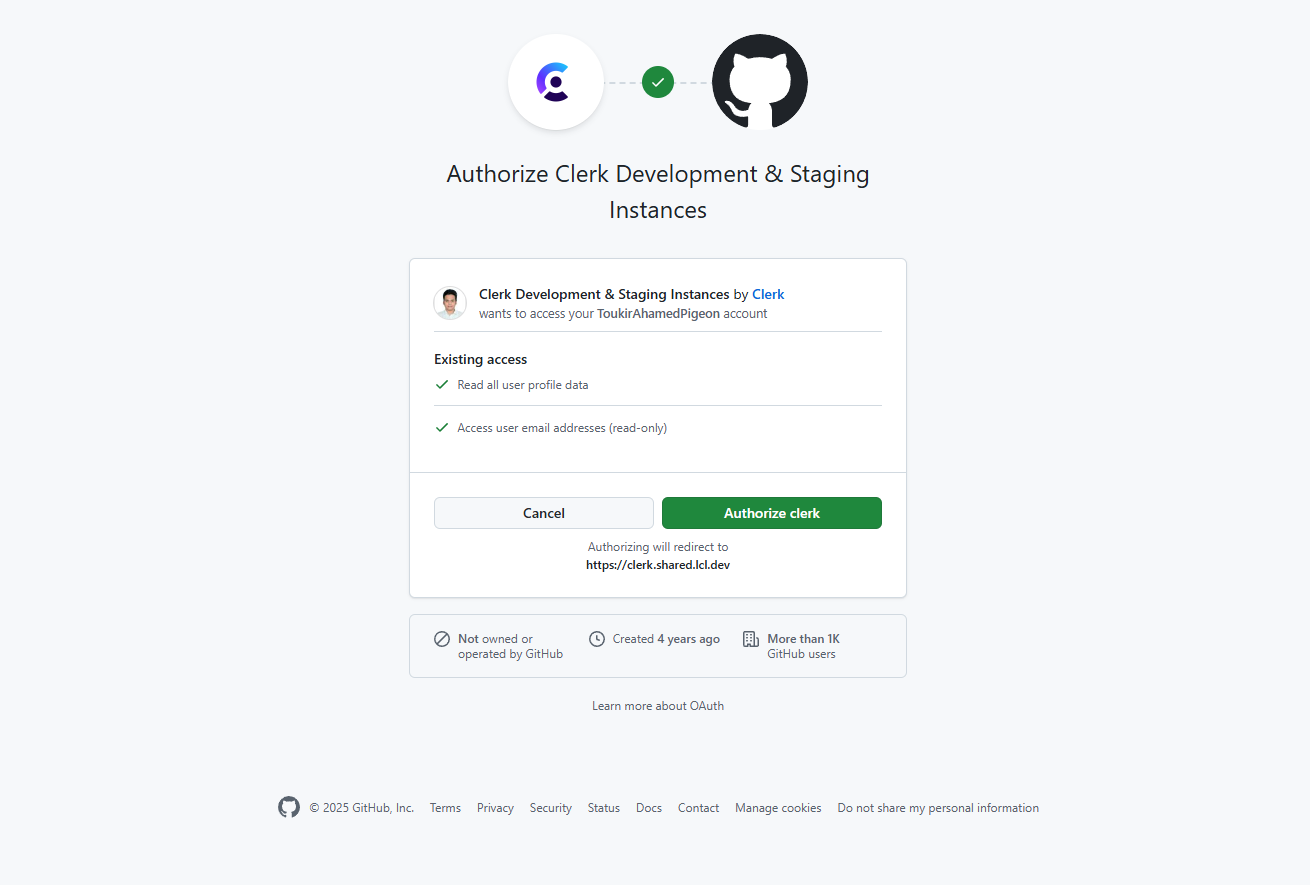 Authorize Clerk Development & Staging
Instances
Clerk Development & Staging Instances by Clerk
wants to access your ToukirAhamedPigeon account
Existing access
Read all user profile data
Access user email addresses (read-only)
Cancel
Authorize clerk
Authorizing will redirect to
https://clerk.shared.lcl.dev
Not owned or
operated by GitHub
Created 4 years ago
More than 1K
GitHub users
Learn more about OAuth
© 2025 GitHub, Inc.
Terms
Privacy
Security
Status
Docs
Contact
Manage cookies
Do not share my personal information